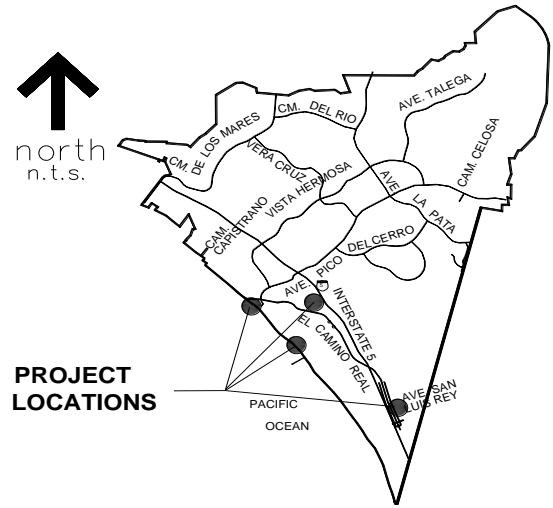 north
n.t.s.
CM. DE LOS MARES
CM. DEL RIO
AVE. TALEGA
VERA CRUZ
VISTA HERMOSA
CAM. CELOSA
AVE. LA PATA
CAM.
CAPISTRANO
AVE. PICO
DEL CERRO
INTERSTATE 5
EL CAMINO REAL
PROJECT
LOCATIONS
AVE. SAN
LUIS REY
PACIFIC
OCEAN